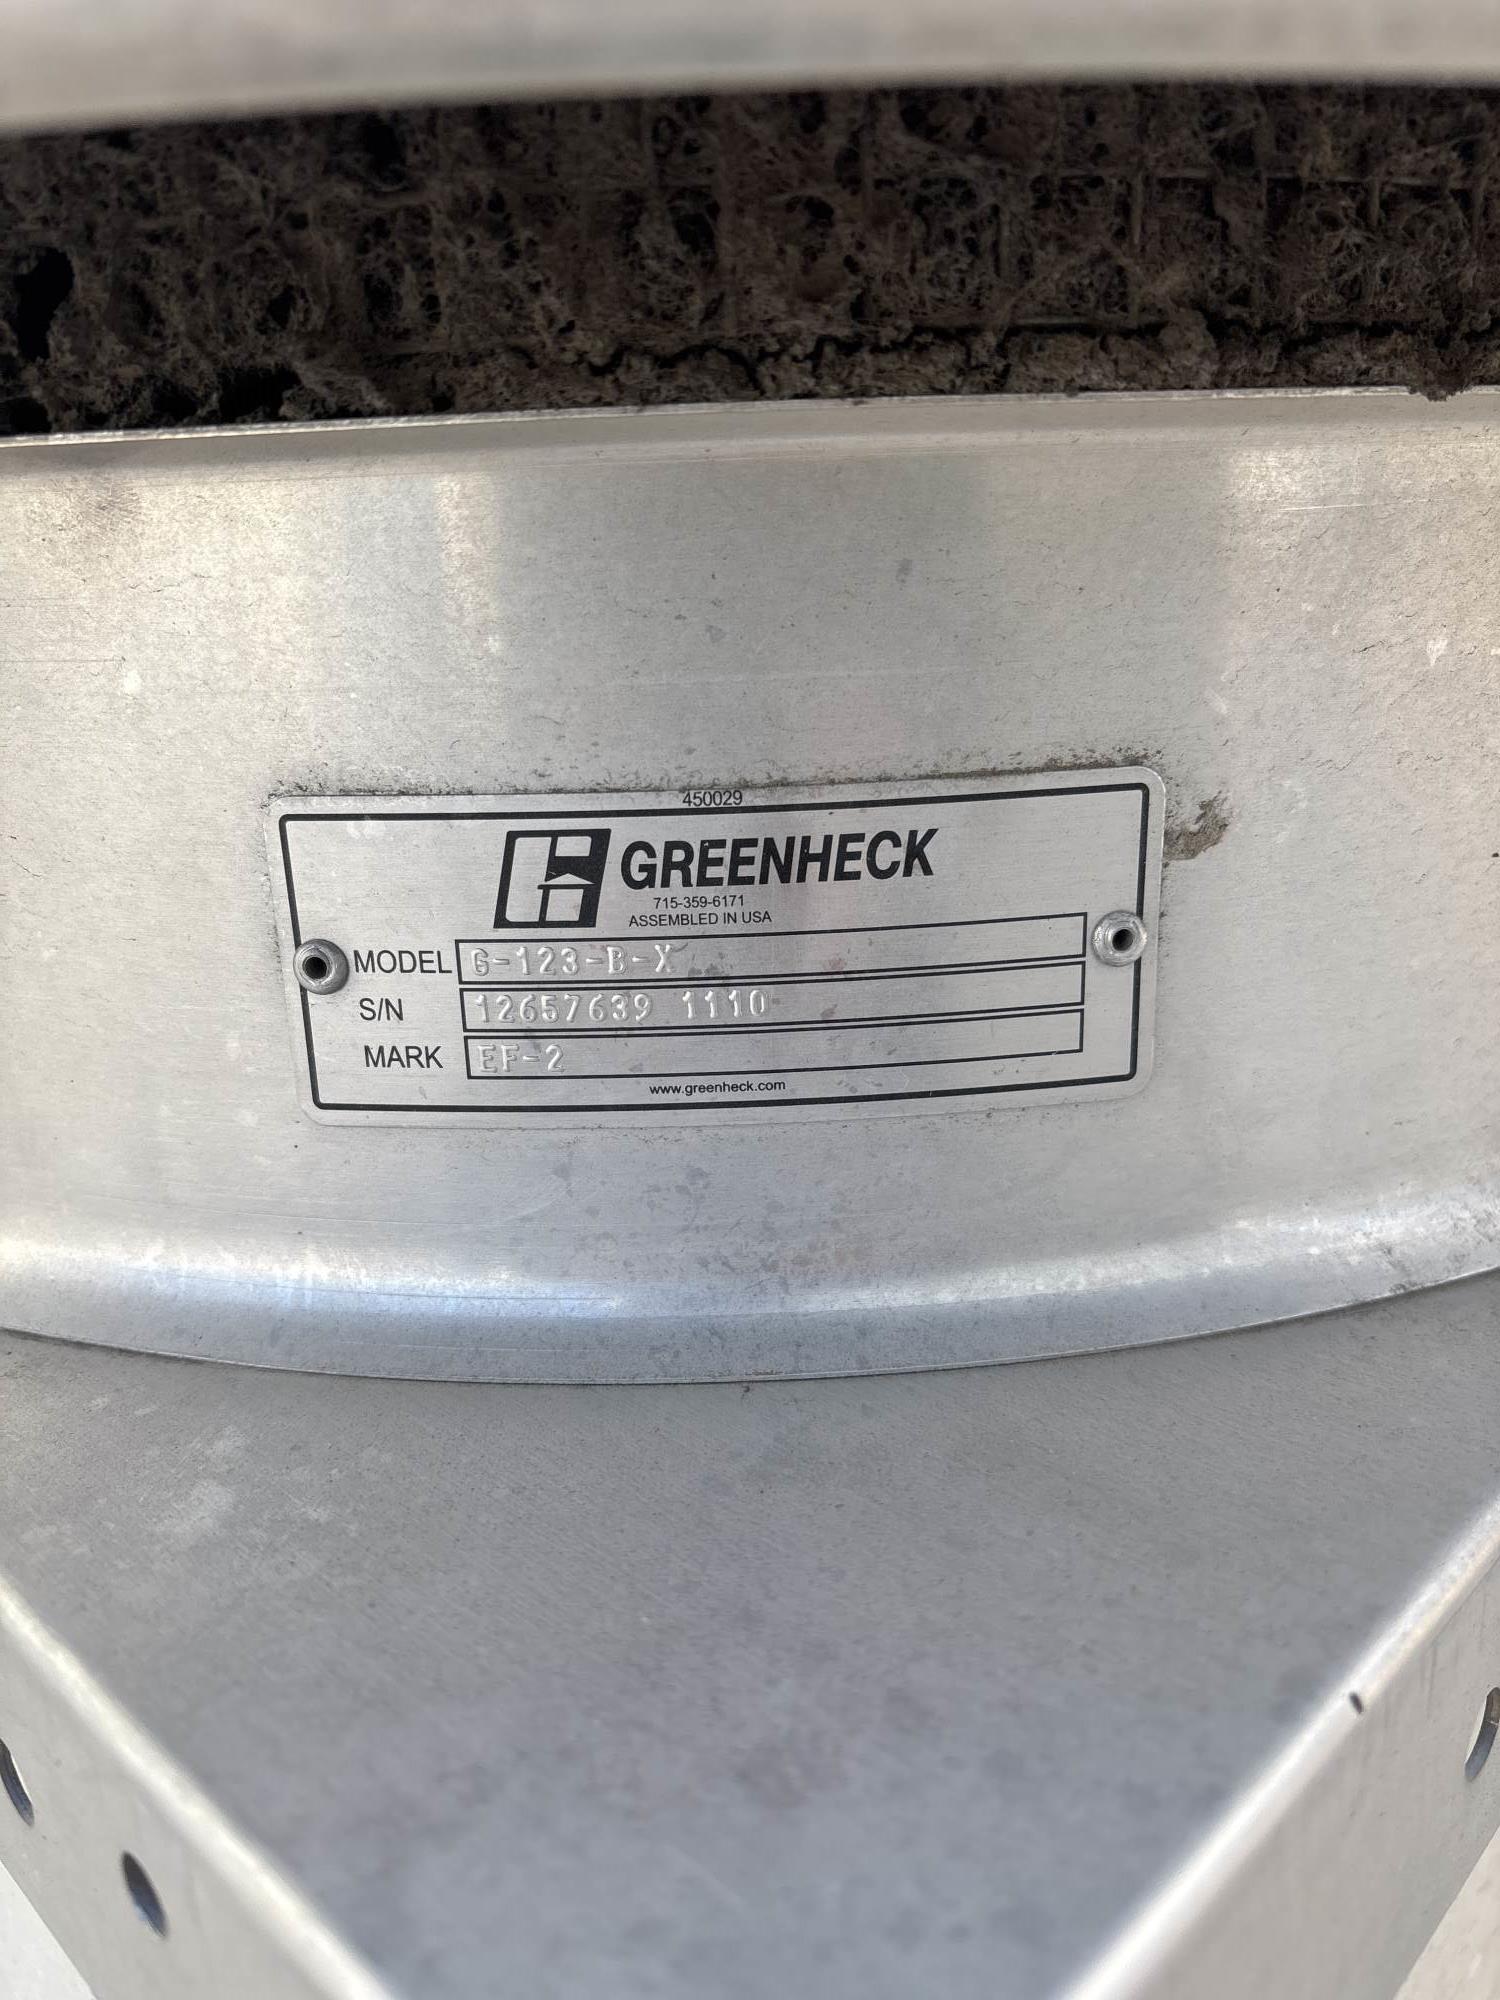 450029
GREENHECK
715-359-6171
ASSEMBLED IN USA
MODEL G-123-B-X
S/N 12657639 1110
MARK EF-2
www.greenheck.com